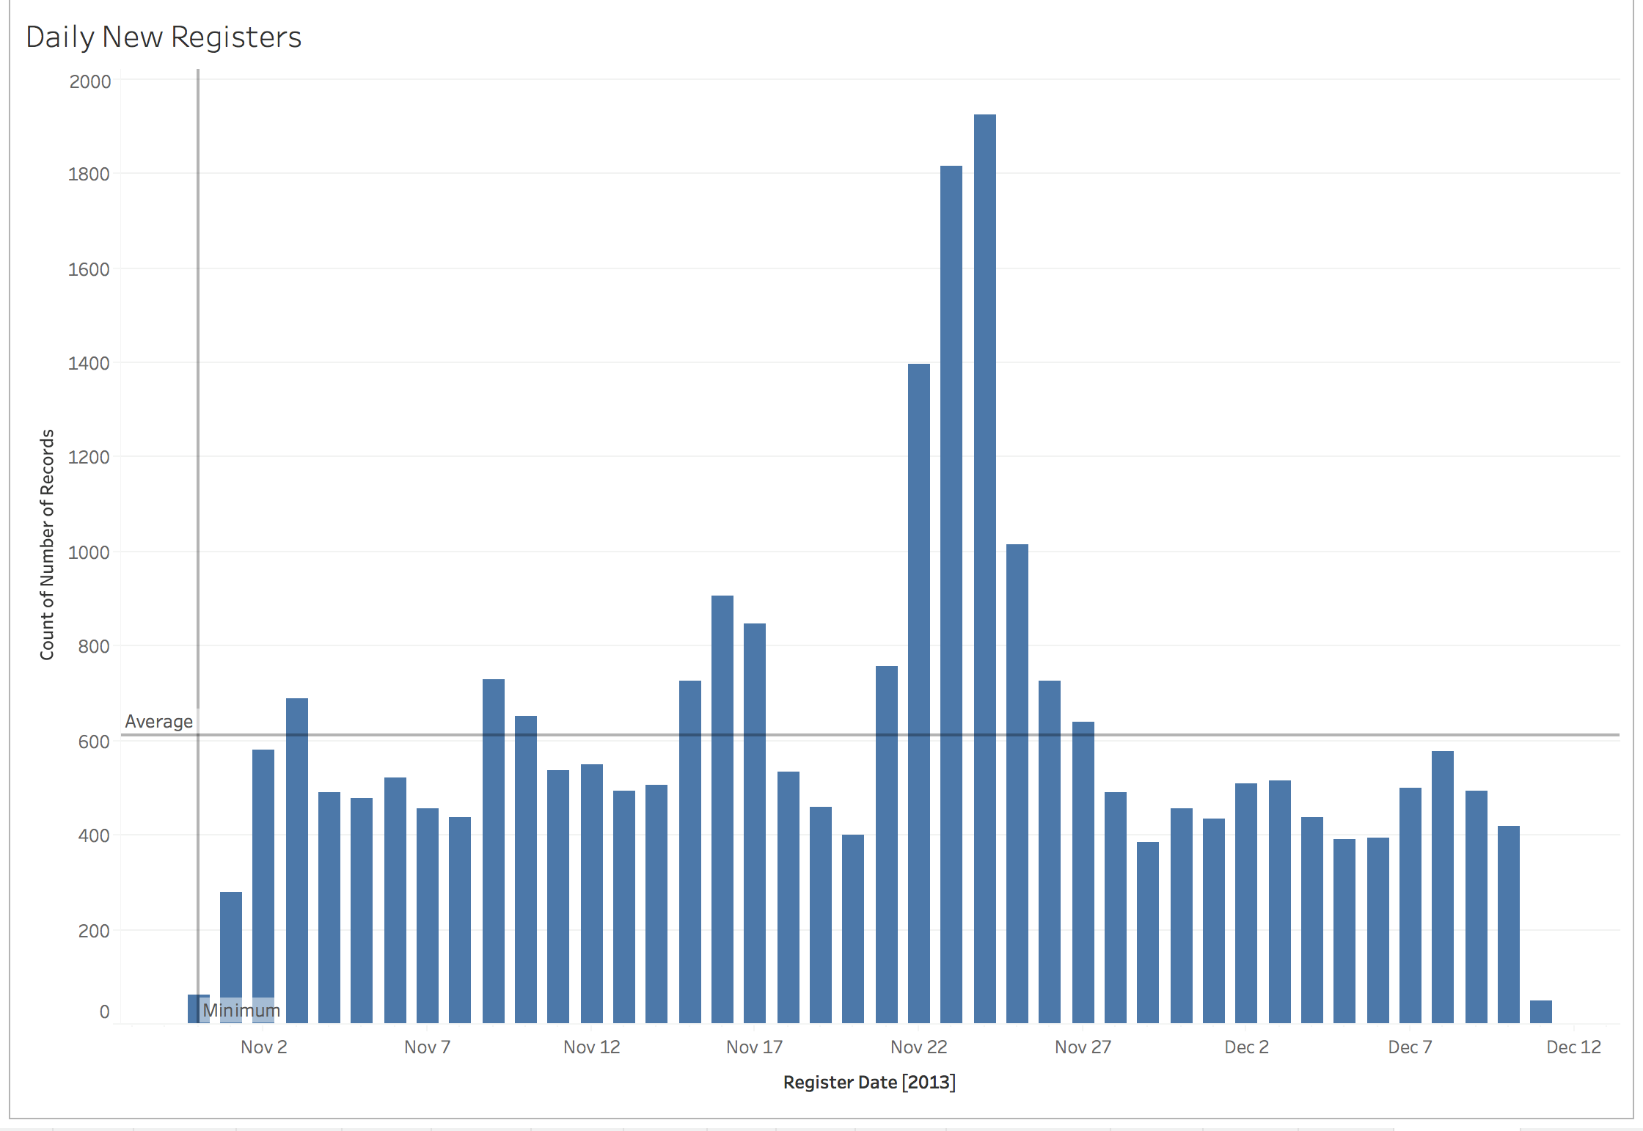 Daily New Registers
2000
1800
1600
1400
1200
1000
800
600
400
200
0
Count of Number of Records
Average
Minimum
Nov 2 Nov 7 Nov 12 Nov 17 Nov 22 Nov 27 Dec 2 Dec 7 Dec 12
Register Date [2013]